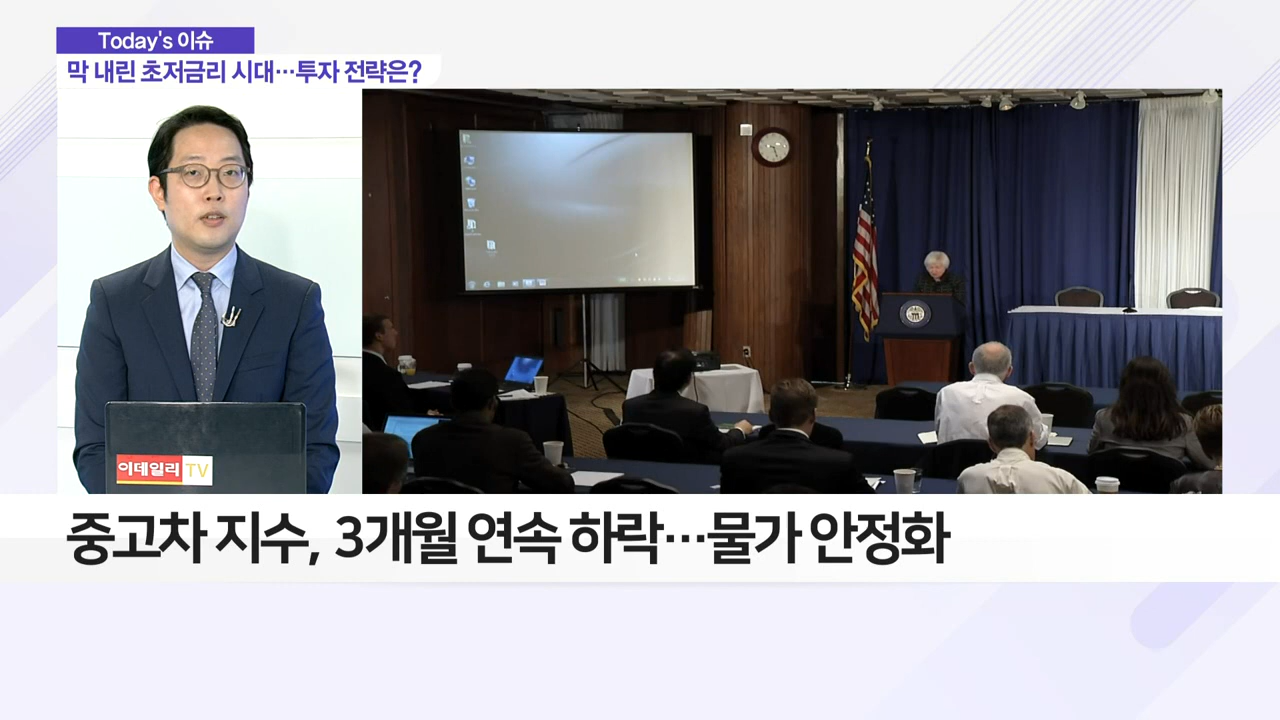 Today's 이슈
막 내린 초저금리 시대…투자 전략은?
이데일리 TV
중고차 지수, 3개월 연속 하락…물가 안정화